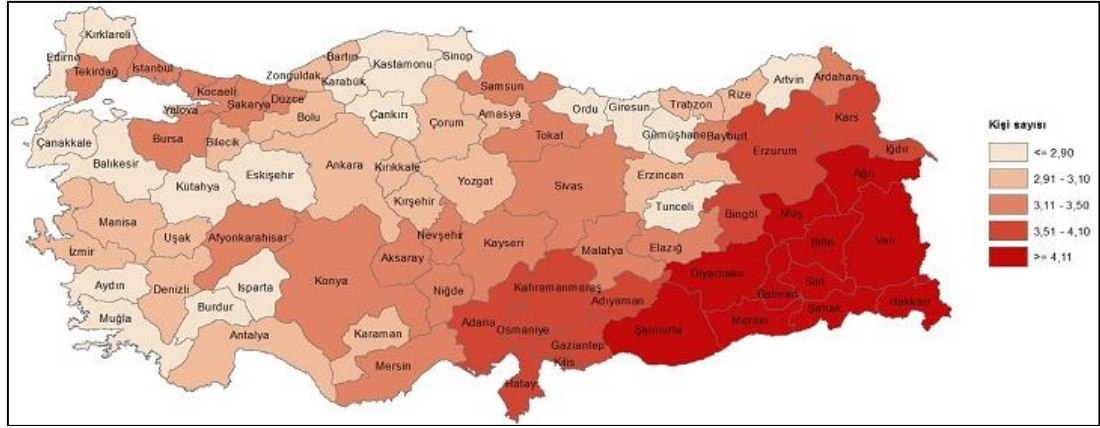 Kırklareli
Edirne
Tekirdağ
İstanbul
Kocaeli
Yalova
Sakarya
Düzce
Zonguldak
Bartın
Karabük
Kastamonu
Sinop
Samsun
Ordu
Giresun
Trabzon
Rize
Artvin
Ardahan
Kars
Bolu
Çankırı
Çorum
Amasya
Tokat
Gümüşhane
Bayburt
Erzurum
Iğdır
Çanakkale
Balıkesir
Bursa
Bilecik
Eskişehir
Kütahya
Ankara
Kırıkkale
Kırşehir
Yozgat
Sivas
Erzincan
Tunceli
Bingöl
Muş
Ağrı
Manisa
İzmir
Uşak
Afyonkarahisar
Konya
Aksaray
Nevşehir
Kayseri
Malatya
Elazığ
Diyarbakır
Bitlis
Van
Aydın
Denizli
Isparta
Burdur
Muğla
Antalya
Karaman
Niğde
Mersin
Adana
Osmaniye
Kahramanmaraş
Adıyaman
Gaziantep
Kilis
Hatay
Şanlıurfa
Mardin
Batman
Siirt
Şırnak
Hakkari
Kişi sayısı
<= 2,90
2,91 - 3,10
3,11 - 3,50
3,51 - 4,10
>= 4,11